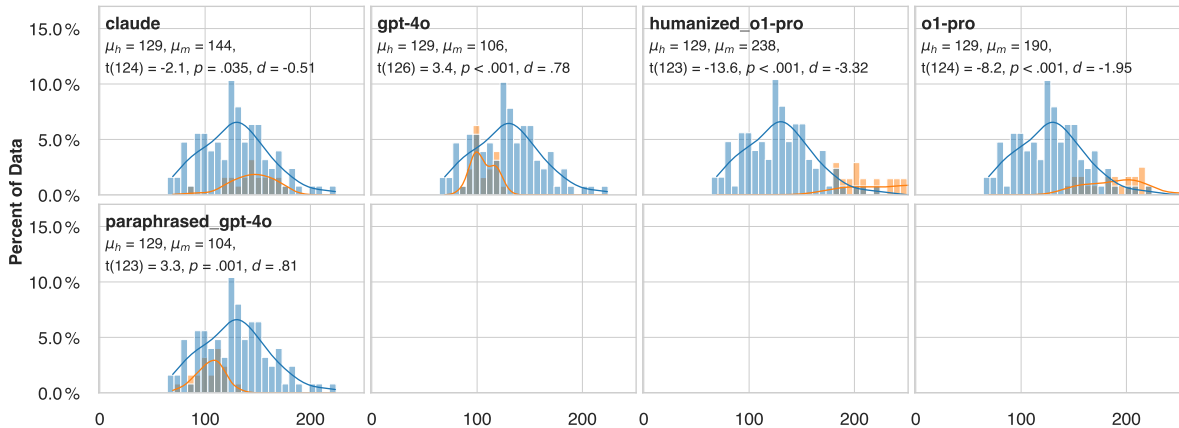 claude
μh = 129, μm = 144,
t(124) = -2.1, p = .035, d = -0.51
gpt-4o
μh = 129, μm = 106,
t(126) = 3.4, p < .001, d = .78
humanized_o1-pro
μh = 129, μm = 238,
t(123) = -13.6, p < .001, d = -3.32
o1-pro
μh = 129, μm = 190,
t(124) = -8.2, p < .001, d = -1.95
15.0%
10.0%
5.0%
0.0%
paraphrased_gpt-4o
μh = 129, μm = 104,
t(123) = 3.3, p = .001, d = .81
15.0%
10.0%
5.0%
0.0%
Percent of Data
0 100 200
0 100 200
0 100 200
0 100 200